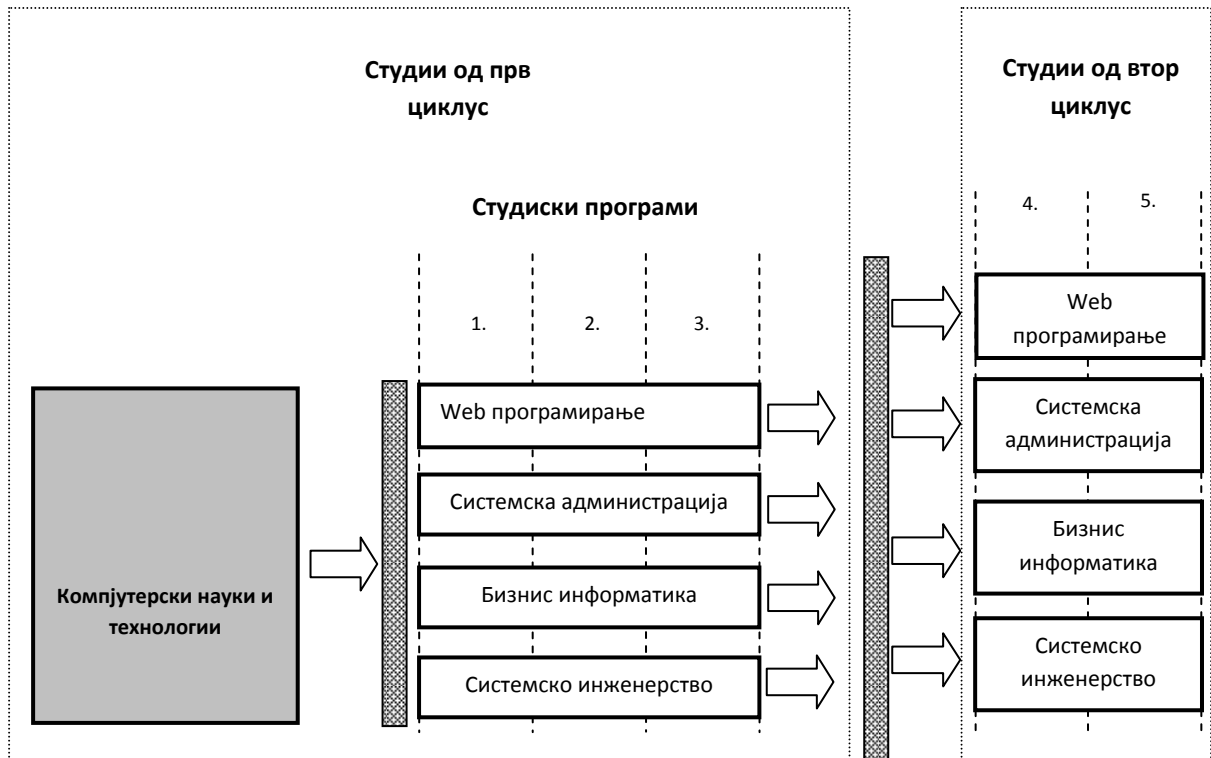 Студии од прв
циклус
Студии од втор
циклус
Студиски програми
4.
5.
1.
2.
3.
Web
програмирање
Web програмирање
Системска
администрација
Системска администрација
Бизнис
информатика
Компјутерски науки и
технологии
Бизнис информатика
Системско инженерство
Системско
инженерство